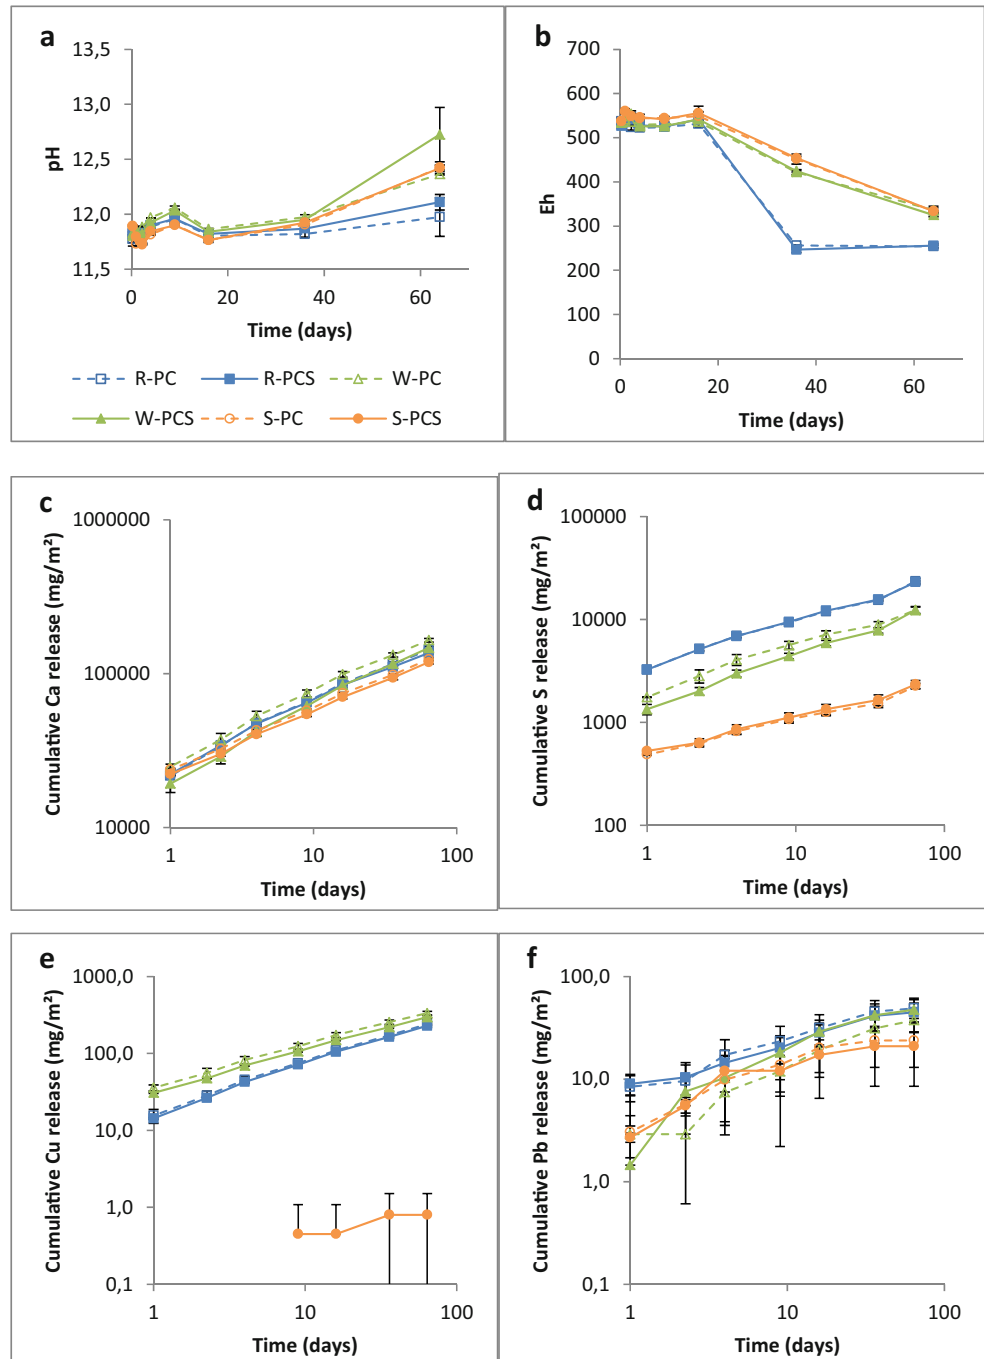 a
13,5
13,0
12,5
12,0
11,5
pH
0
20
40
60
Time (days)
R-PC
R-PCS
W-PC
W-PCS
S-PC
S-PCS
b
700
600
500
400
300
200
100
0
Eh
0
20
40
60
Time (days)
c
1000000
100000
10000
Cumulative Ca release (mg/m²)
1
10
100
Time (days)
d
100000
10000
1000
100
Cumulative S release (mg/m²)
1
10
100
Time (days)
e
1000,0
100,0
10,0
1,0
0,1
Cumulative Cu release (mg/m²)
1
10
100
Time (days)
f
100,0
10,0
1,0
0,1
Cumulative Pb release (mg/m²)
1
10
100
Time (days)